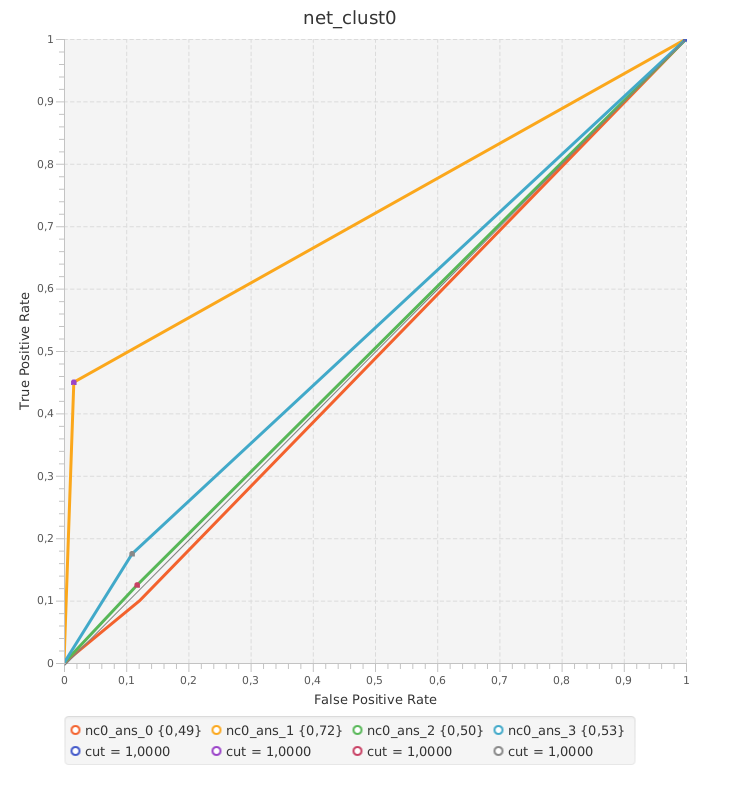 net_clust0
1
0,9
0,8
0,7
0,6
0,5
0,4
0,3
0,2
0,1
0
True Positive Rate
0 0,1 0,2 0,3 0,4 0,5 0,6 0,7 0,8 0,9 1
False Positive Rate
nc0_ans_0 {0,49} nc0_ans_1 {0,72} nc0_ans_2 {0,50} nc0_ans_3 {0,53}
cut = 1,0000 cut = 1,0000 cut = 1,0000 cut = 1,0000